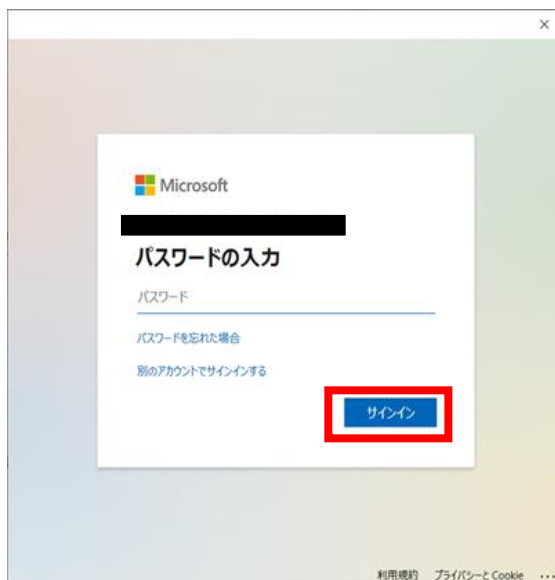 ×
Microsoft
パスワードの入力
パスワード
パスワードを忘れた場合
別のアカウントでサインインする
サインイン
利用規約 プライバシーと Cookie ...